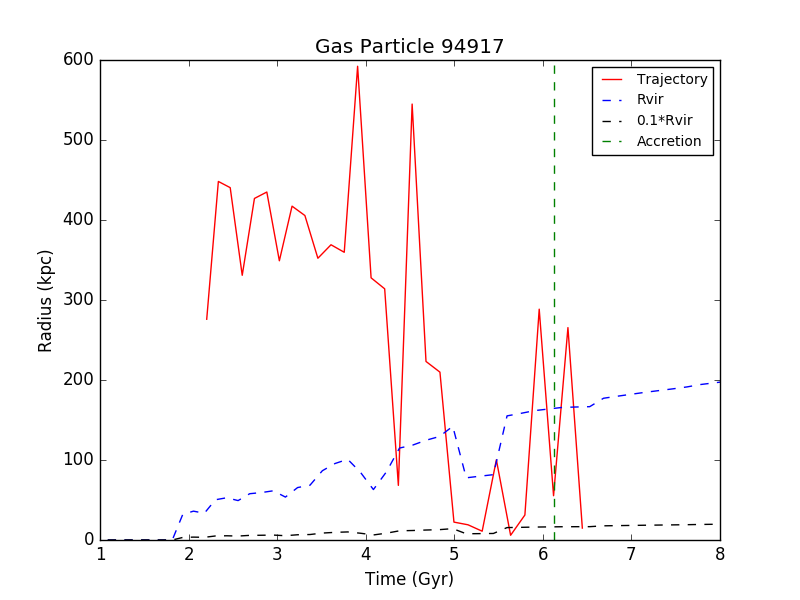 Gas Particle 94917
600
500
400
300
200
100
0
Radius (kpc)
Trajectory
Rvir
0.1*Rvir
Accretion
1 2 3 4 5 6 7 8
Time (Gyr)